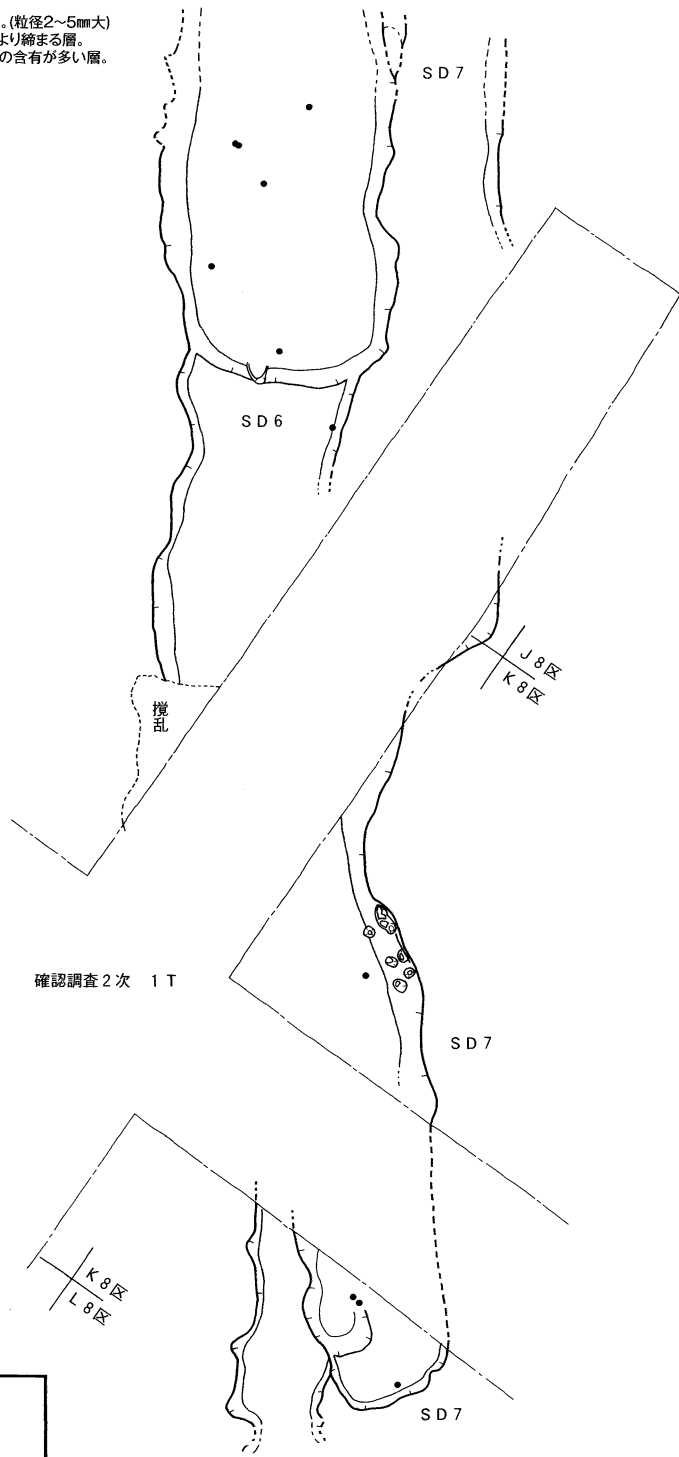 。(粒径2~5㎜大)
より締まる層。
の含有が多い層。
SD7
SD6
J8区
K8区
攪乱
確認調査2次 1T
SD7
K8区
L8区
SD7